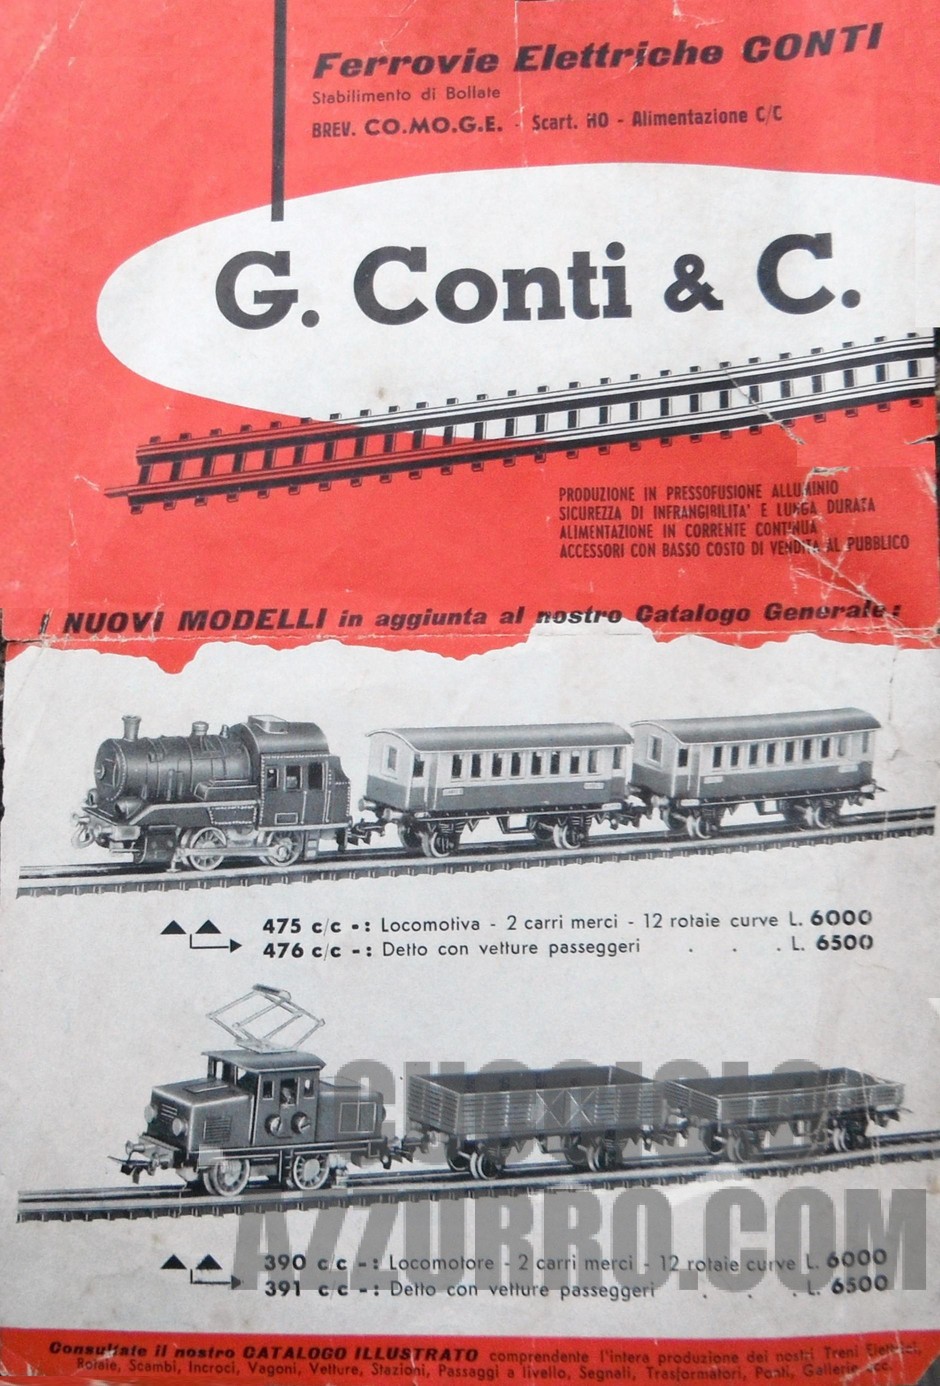 Ferrovie Elettriche CONTI
Stabilimento di Bollate
BREV. CO.MO.G.E. - Scart. HO - Alimentazione C/C
G. Conti & C.
PRODUZIONE IN PRESSOFUSIONE ALLUMINIO
SICUREZZA DI INFRANGIBILITA' E LUNGA DURATA
ALIMENTAZIONE IN CORRENTE CONTINUA
ACCESSORI CON BASSO COSTO DI VENDITA AL PUBBLICO
I NUOVI MODELLI in aggiunta al nostro Catalogo Generale:
475 c/c -: Locomotiva - 2 carri merci - 12 rotaie curve L. 6000
476 c/c -: Detto con vetture passeggeri . . . L. 6500
AZZURRO.COM
390 c/c -: Locomotore - 2 carri merci - 12 rotaie curve L. 6000
391 c/c -: Detto con vetture passeggeri . . . L. 6500
Consultate il nostro CATALOGO ILLUSTRATO comprendente l'intera produzione dei nostri Treni Elettrici,
Rotaie, Scambi, Incroci, Vagoni, Vetture, Stazioni, Passaggi a livello, Segnali, Trasformatori, Ponti, Gallerie ecc.